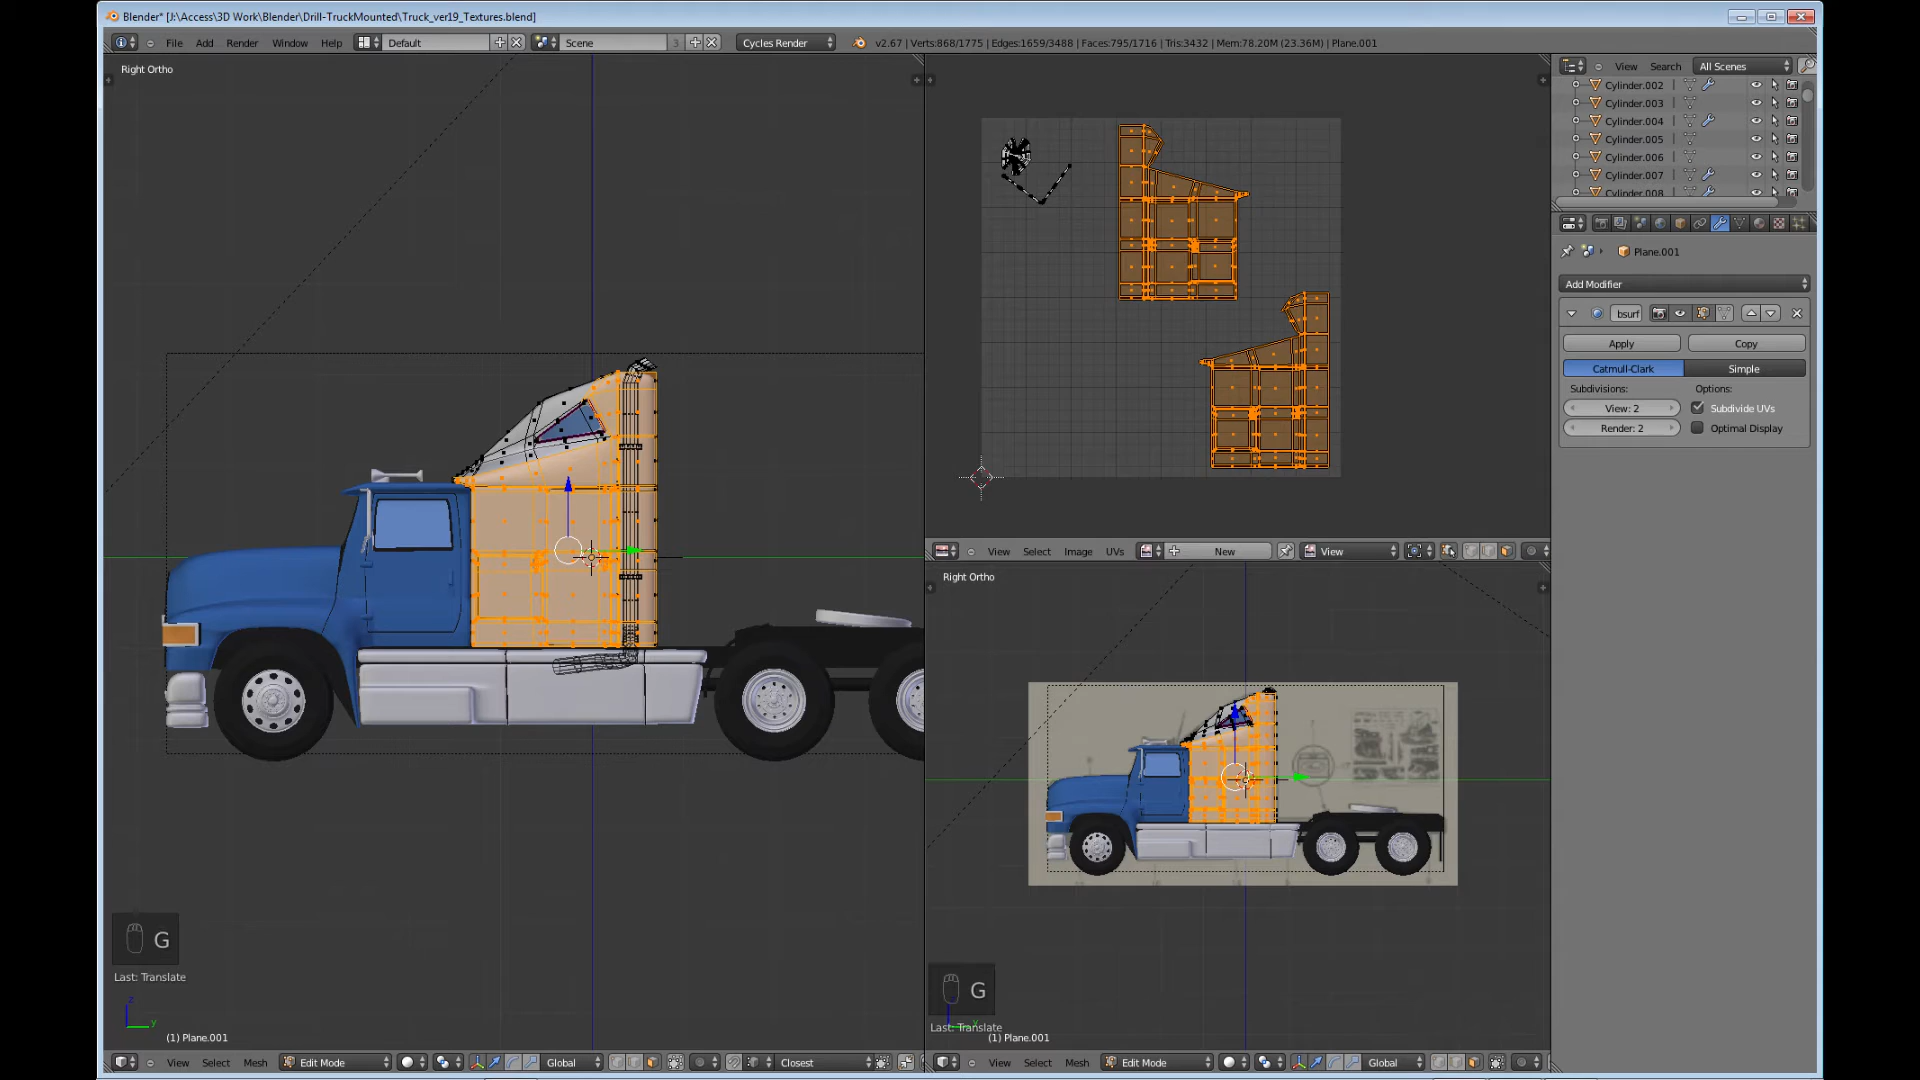 Blender* [J:\Access\3D Work\Blender\Drill-TruckMounted\Truck_ver19_Textures.blend]
File Add Render Window Help Default Scene 3 Cycles Render v2.67 | Verts:868/1775 | Edges:1659/3488 | Faces:795/1716 | Tris:3432 | Mem:78.20M (23.36M) | Plane.001
Right Ortho
View Search All Scenes
Cylinder.002
Cylinder.003
Cylinder.004
Cylinder.005
Cylinder.006
Cylinder.007
Cylinder.008
Plane.001
Add Modifier
bsurf
Apply Copy
Catmull-Clark Simple
Subdivisions: Options:
View: 2 Subdivide UVs
Render: 2 Optimal Display
View Select Image UVs New View
Right Ortho
G
Last: Translate
z
y
(1) Plane.001
G
Last: Translate
(1) Plane.001
View Select Mesh Edit Mode Global Closest
View Select Mesh Edit Mode Global